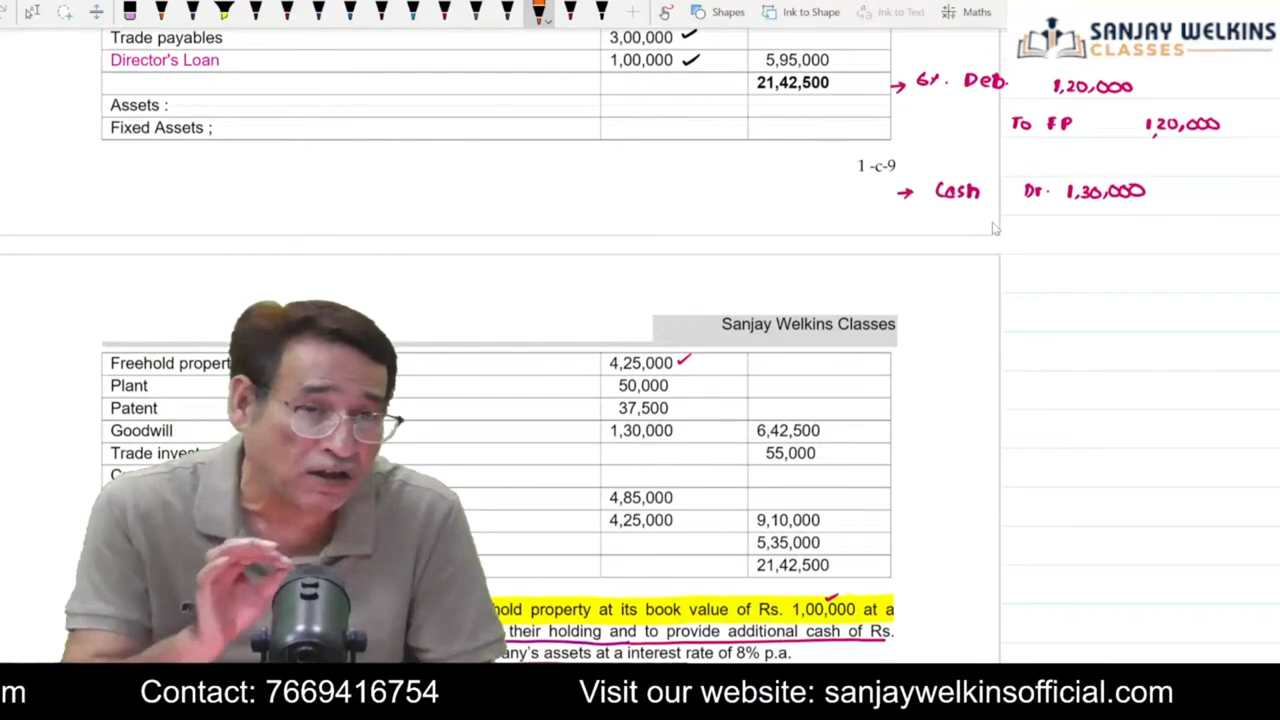 Shapes
Ink to Shape
Ink to Text
Maths
SANJAY WELKINS
CLASSES
Trade payables 3,00,000
Director's Loan 1,00,000 5,95,000
21,42,500
Assets :
Fixed Assets ;
→ 6%. Deb. 1,20,000
To FP 1,20,000
1 -c-9
→ Cash Dr. 1,30,000
Sanjay Welkins Classes
Freehold propert 4,25,000
Plant 50,000
Patent 37,500
Goodwill 1,30,000 6,42,500
Trade inves 55,000
4,85,000
4,25,000 9,10,000
5,35,000
21,42,500
hold property at its book value of Rs. 1,00,000 at a
their holding and to provide additional cash of Rs.
any's assets at a interest rate of 8% p.a.
m Contact: 7669416754 Visit our website: sanjaywelkinsofficial.com